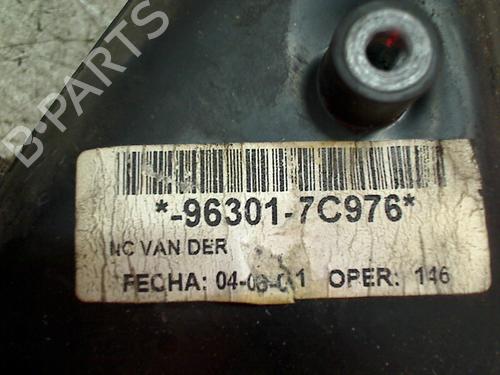 B-PARTS
*-96301-7C976*
NC VAN DER
FECHA: OPER: 146